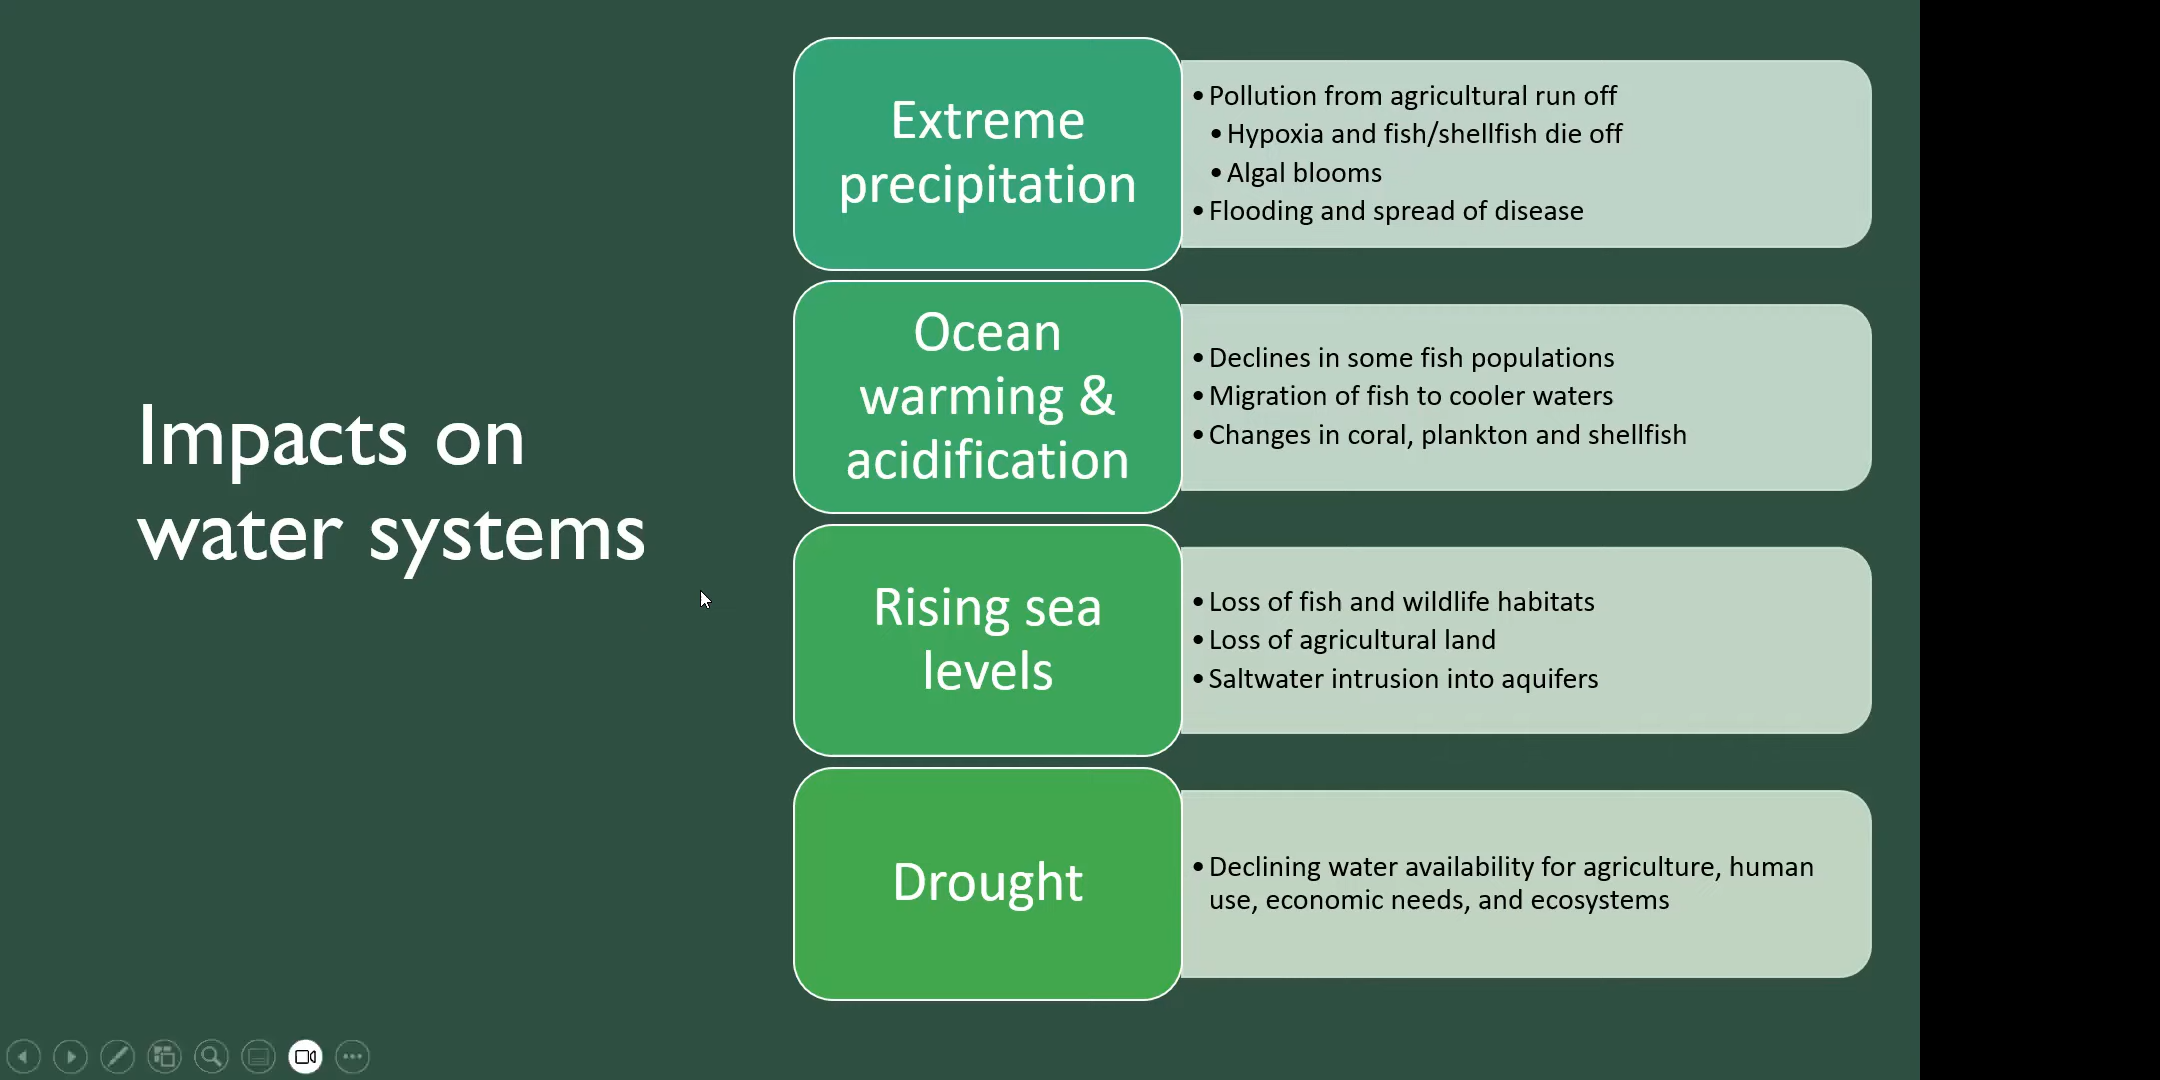 Impacts on
water systems
Extreme
precipitation
• Pollution from agricultural run off
• Hypoxia and fish/shellfish die off
• Algal blooms
• Flooding and spread of disease
Ocean
warming &
acidification
• Declines in some fish populations
• Migration of fish to cooler waters
• Changes in coral, plankton and shellfish
Rising sea
levels
• Loss of fish and wildlife habitats
• Loss of agricultural land
• Saltwater intrusion into aquifers
Drought
• Declining water availability for agriculture, human
use, economic needs, and ecosystems